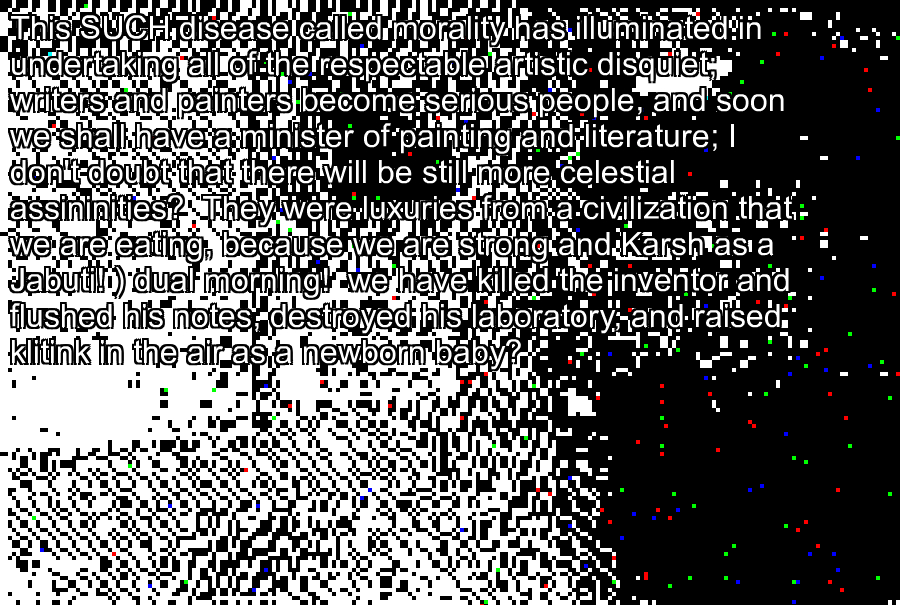 This SUCH disease called morality has illuminated in
undertaking all of the respectable artistic disquiet;
writers and painters become serious people, and soon
we shall have a minister of painting and literature; I
don't doubt that there will be still more celestial
assininities? They were luxuries from a civilization that
we are eating, because we are strong and Karsh as a
Jabuti! ) dual morning! we have killed the inventor and
flushed his notes, destroyed his laboratory, and raised
klitink in the air as a newborn baby?